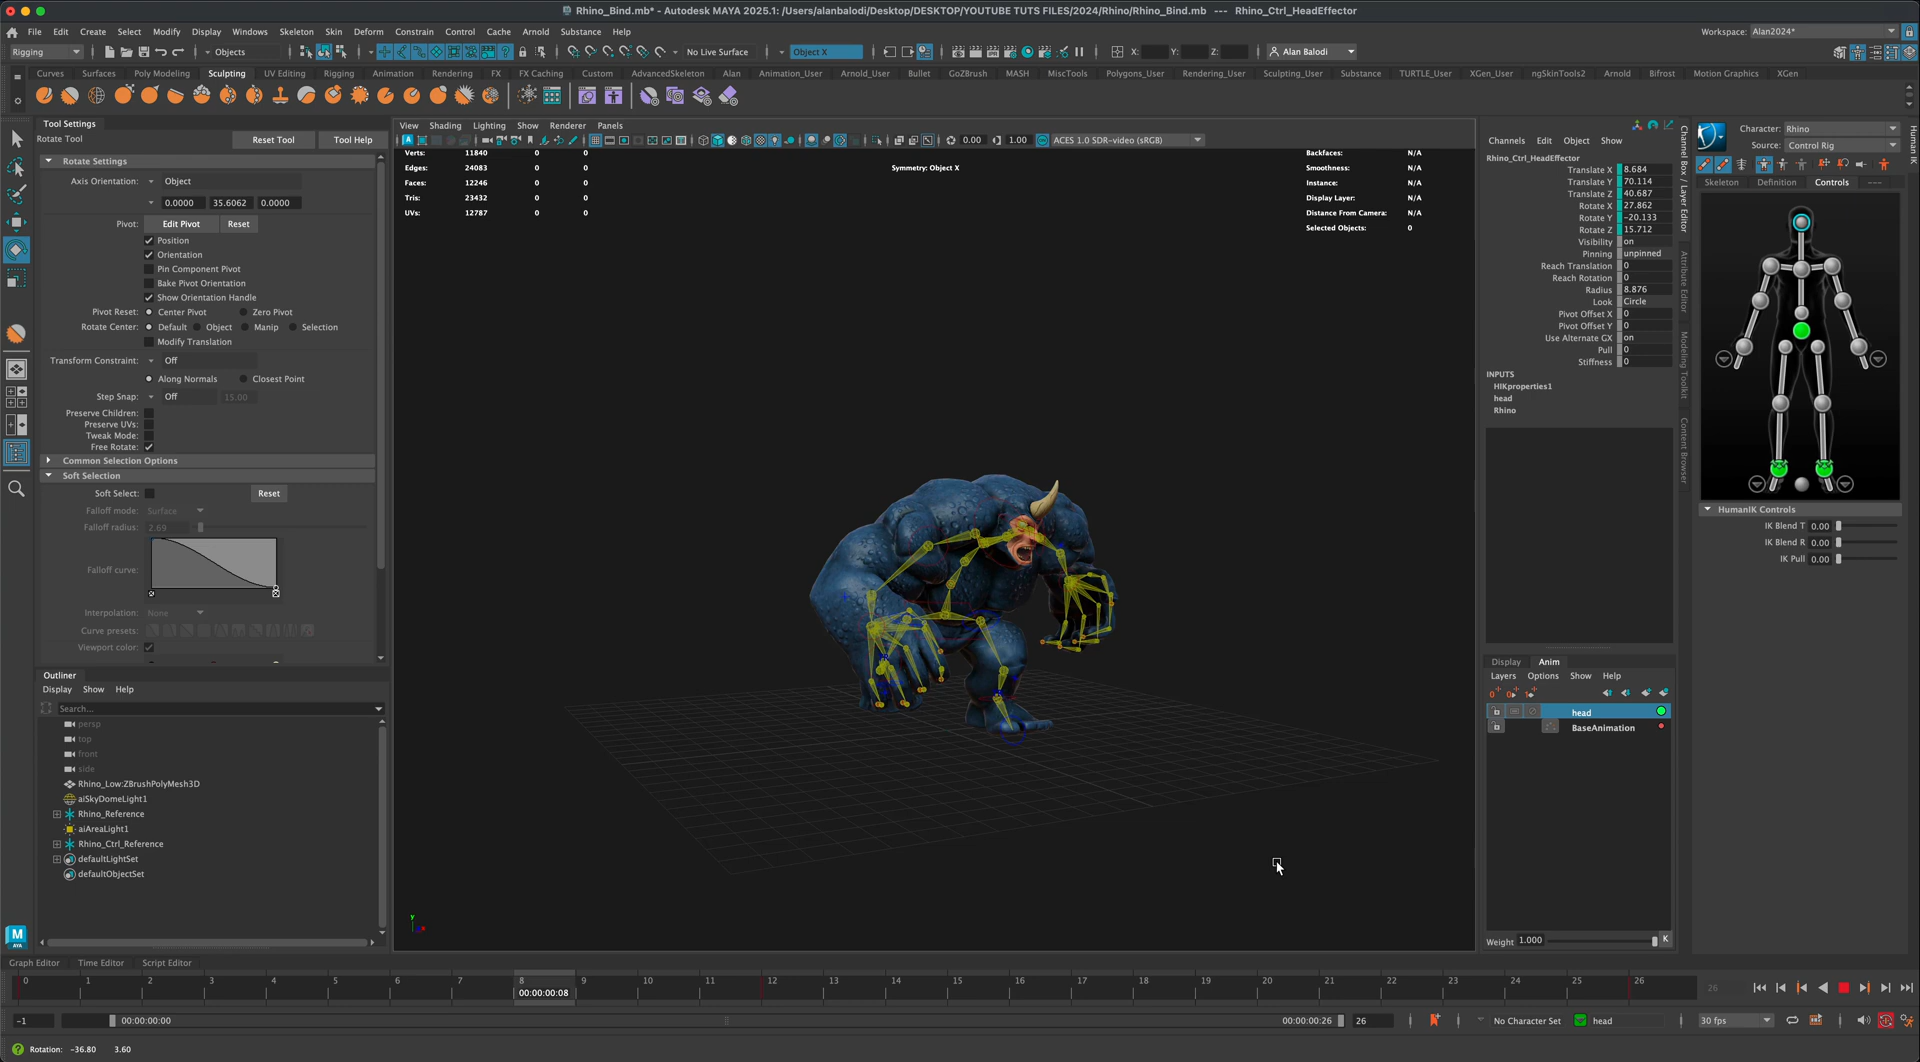 Rhino_Bind.mb* - Autodesk MAYA 2025.1: /Users/alanbalodi/Desktop/DESKTOP/YOUTUBE TUTS FILES/2024/Rhino/Rhino_Bind.mb --- Rhino_Ctrl_HeadEffector
File Edit Create Select Modify Display Windows Skeleton Skin Deform Constrain Control Cache Arnold Substance Help
Workspace: Alan2024*
Rigging Objects No Live Surface Object X X: Y: Z: Alan Balodi
Curves Surfaces Poly Modeling Sculpting UV Editing Rigging Animation Rendering FX FX Caching Custom AdvancedSkeleton Alan Animation_User Arnold_User Bullet GoZBrush MASH MiscTools Polygons_User Rendering_User Sculpting_User Substance TURTLE_User XGen_User ngSkinTools2 Arnold Bifrost Motion Graphics XGen
Tool Settings
Rotate Tool Reset Tool Tool Help
Rotate Settings
Axis Orientation: Object
0.0000 35.6062 0.0000
Pivot: Edit Pivot Reset
Position
Orientation
Pin Component Pivot
Bake Pivot Orientation
Show Orientation Handle
Pivot Reset: Center Pivot Zero Pivot
Rotate Center: Default Object Manip Selection
Modify Translation
Transform Constraint: Off
Along Normals Closest Point
Step Snap: Off 15.00
Preserve Children:
Preserve UVs:
Tweak Mode:
Free Rotate:
Common Selection Options
Soft Selection
Soft Select: Reset
Falloff mode: Surface
Falloff radius: 2.69
Falloff curve:
Interpolation: None
Curve presets:
Viewport color:
Outliner
Display Show Help
Search...
persp
top
front
side
Rhino_Low:ZBrushPolyMesh3D
aiSkyDomeLight1
Rhino_Reference
aiAreaLight1
Rhino_Ctrl_Reference
defaultLightSet
defaultObjectSet
View Shading Lighting Show Renderer Panels
0.00 1.00 ACES 1.0 SDR-video (sRGB)
Verts: 11840 0 0
Edges: 24083 0 0
Faces: 12246 0 0
Tris: 23432 0 0
UVs: 12787 0 0
Symmetry: Object X
Backfaces: N/A
Smoothness: N/A
Instance: N/A
Display Layer: N/A
Distance From Camera: N/A
Selected Objects: 0
y
x
Channels Edit Object Show
Rhino_Ctrl_HeadEffector
Translate X 8.684
Translate Y 70.114
Translate Z 40.687
Rotate X 27.862
Rotate Y -20.133
Rotate Z 15.712
Visibility on
Pinning unpinned
Reach Translation 0
Reach Rotation 0
Radius 8.876
Look Circle
Pivot Offset X 0
Pivot Offset Y 0
Use Alternate GX on
Pull 0
Stiffness 0
INPUTS
HIKproperties1
head
Rhino
Display Anim
Layers Options Show Help
head
BaseAnimation
Weight 1.000 K
Channel Box / Layer Editor
Attribute Editor
Modeling Toolkit
Content Browser
Character: Rhino
Source: Control Rig
Human IK
Skeleton Definition Controls
HumanIK Controls
IK Blend T 0.00
IK Blend R 0.00
IK Pull 0.00
Graph Editor Time Editor Script Editor
0 1 2 3 4 5 6 7 8 9 10 11 12 13 14 15 16 17 18 19 20 21 22 23 24 25 26
00:00:00:08
26
-1 00:00:00:00 00:00:00:26 26 No Character Set head 30 fps
Rotation: -36.80 3.60
M
AYA